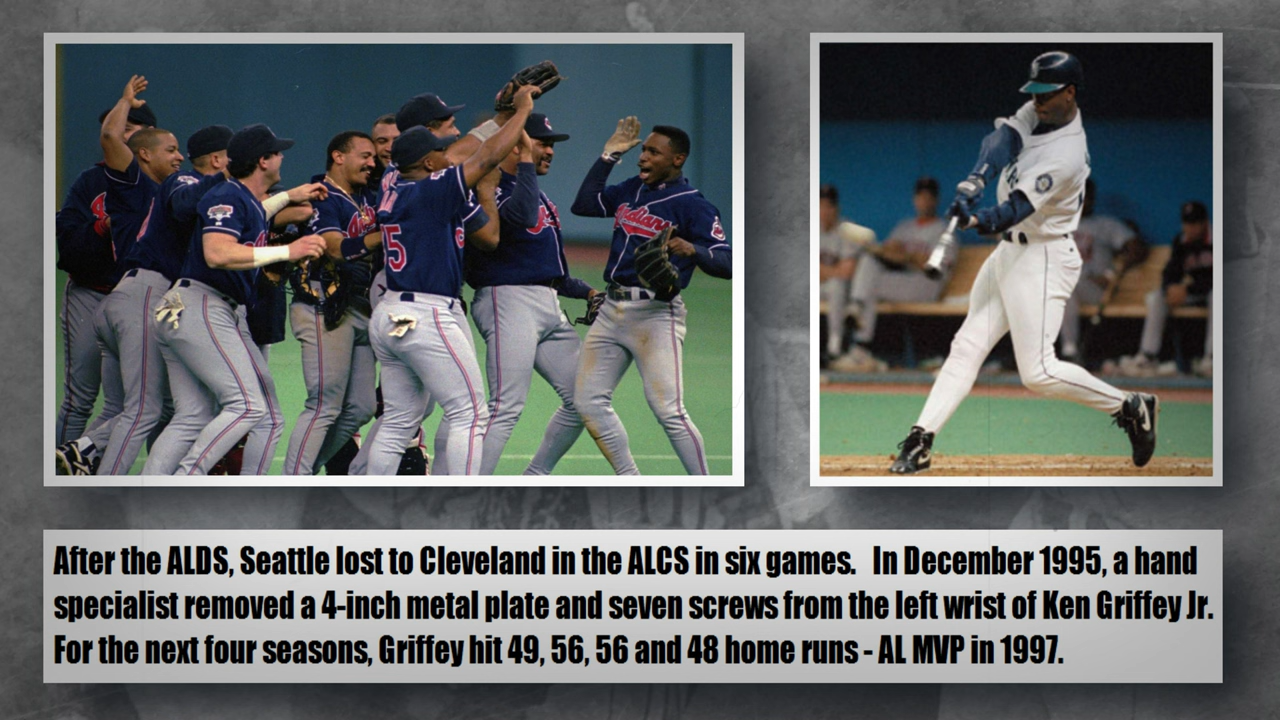 Indians
5
After the ALDS, Seattle lost to Cleveland in the ALCS in six games. In December 1995, a hand
specialist removed a 4-inch metal plate and seven screws from the left wrist of Ken Griffey Jr.
For the next four seasons, Griffey hit 49, 56, 56 and 48 home runs - AL MVP in 1997.